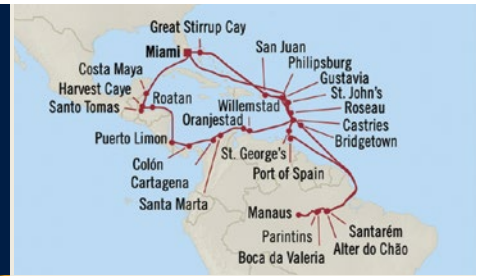 Great Stirrup Cay
Miami
San Juan
Philipsburg
Costa Maya
Gustavia
Harvest Caye
St. John's
Santo Tomas
Roatan
Willemstad
Roseau
Oranjestad
Castries
Puerto Limon
Bridgetown
St. George's
Colón
Port of Spain
Cartagena
Santa Marta
Manaus
Santarém
Parintins
Alter do Chão
Boca da Valeria